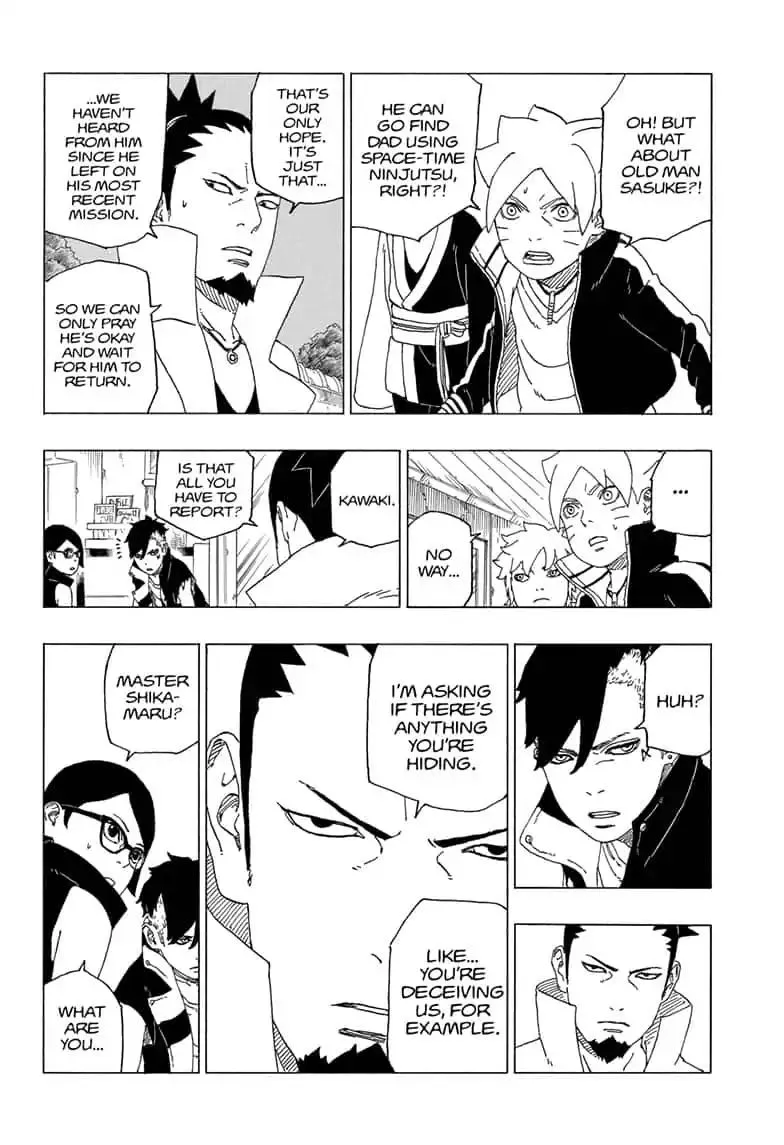 OH! BUT
WHAT
ABOUT
OLD MAN
SASUKE?!
HE CAN
GO FIND
DAD USING
SPACE-TIME
NINJUTSU,
RIGHT?!
THAT'S
OUR
ONLY
HOPE.
IT'S
JUST
THAT...
...WE
HAVEN'T
HEARD
FROM HIM
SINCE HE
LEFT ON
HIS MOST
RECENT
MISSION.
SO WE CAN
ONLY PRAY
HE'S OKAY
AND WAIT
FOR HIM TO
RETURN.
...
NO
WAY...
KAWAKI.
IS THAT
ALL YOU
HAVE TO
REPORT?
HUH?
I'M ASKING
IF THERE'S
ANYTHING
YOU'RE
HIDING.
LIKE...
YOU'RE
DECEIVING
US, FOR
EXAMPLE.
MASTER
SHIKA-
MARU?
WHAT
ARE
YOU...